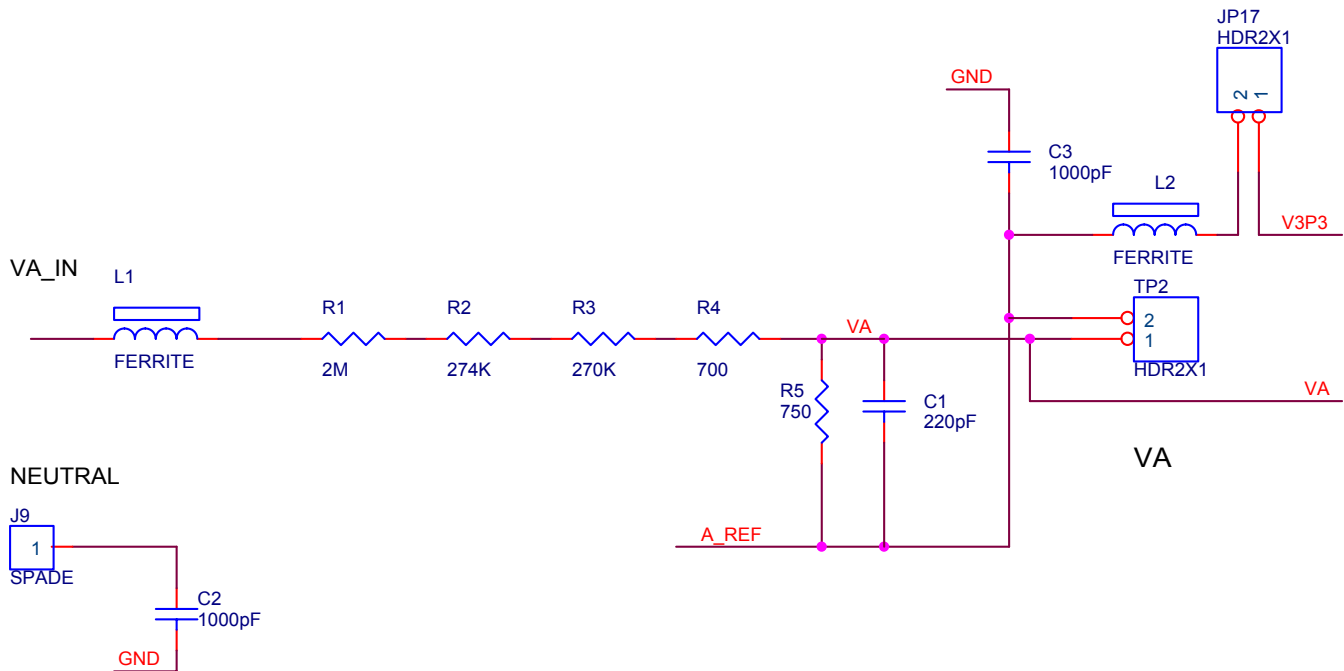 JP17
HDR2X1
2
1
GND
C3
1000pF
L2
FERRITE
V3P3
VA_IN
L1
FERRITE
R1
2M
R2
274K
R3
270K
R4
700
VA
TP2
2
1
HDR2X1
R5
750
C1
220pF
VA
VA
A_REF
NEUTRAL
J9
1
SPADE
C2
1000pF
GND